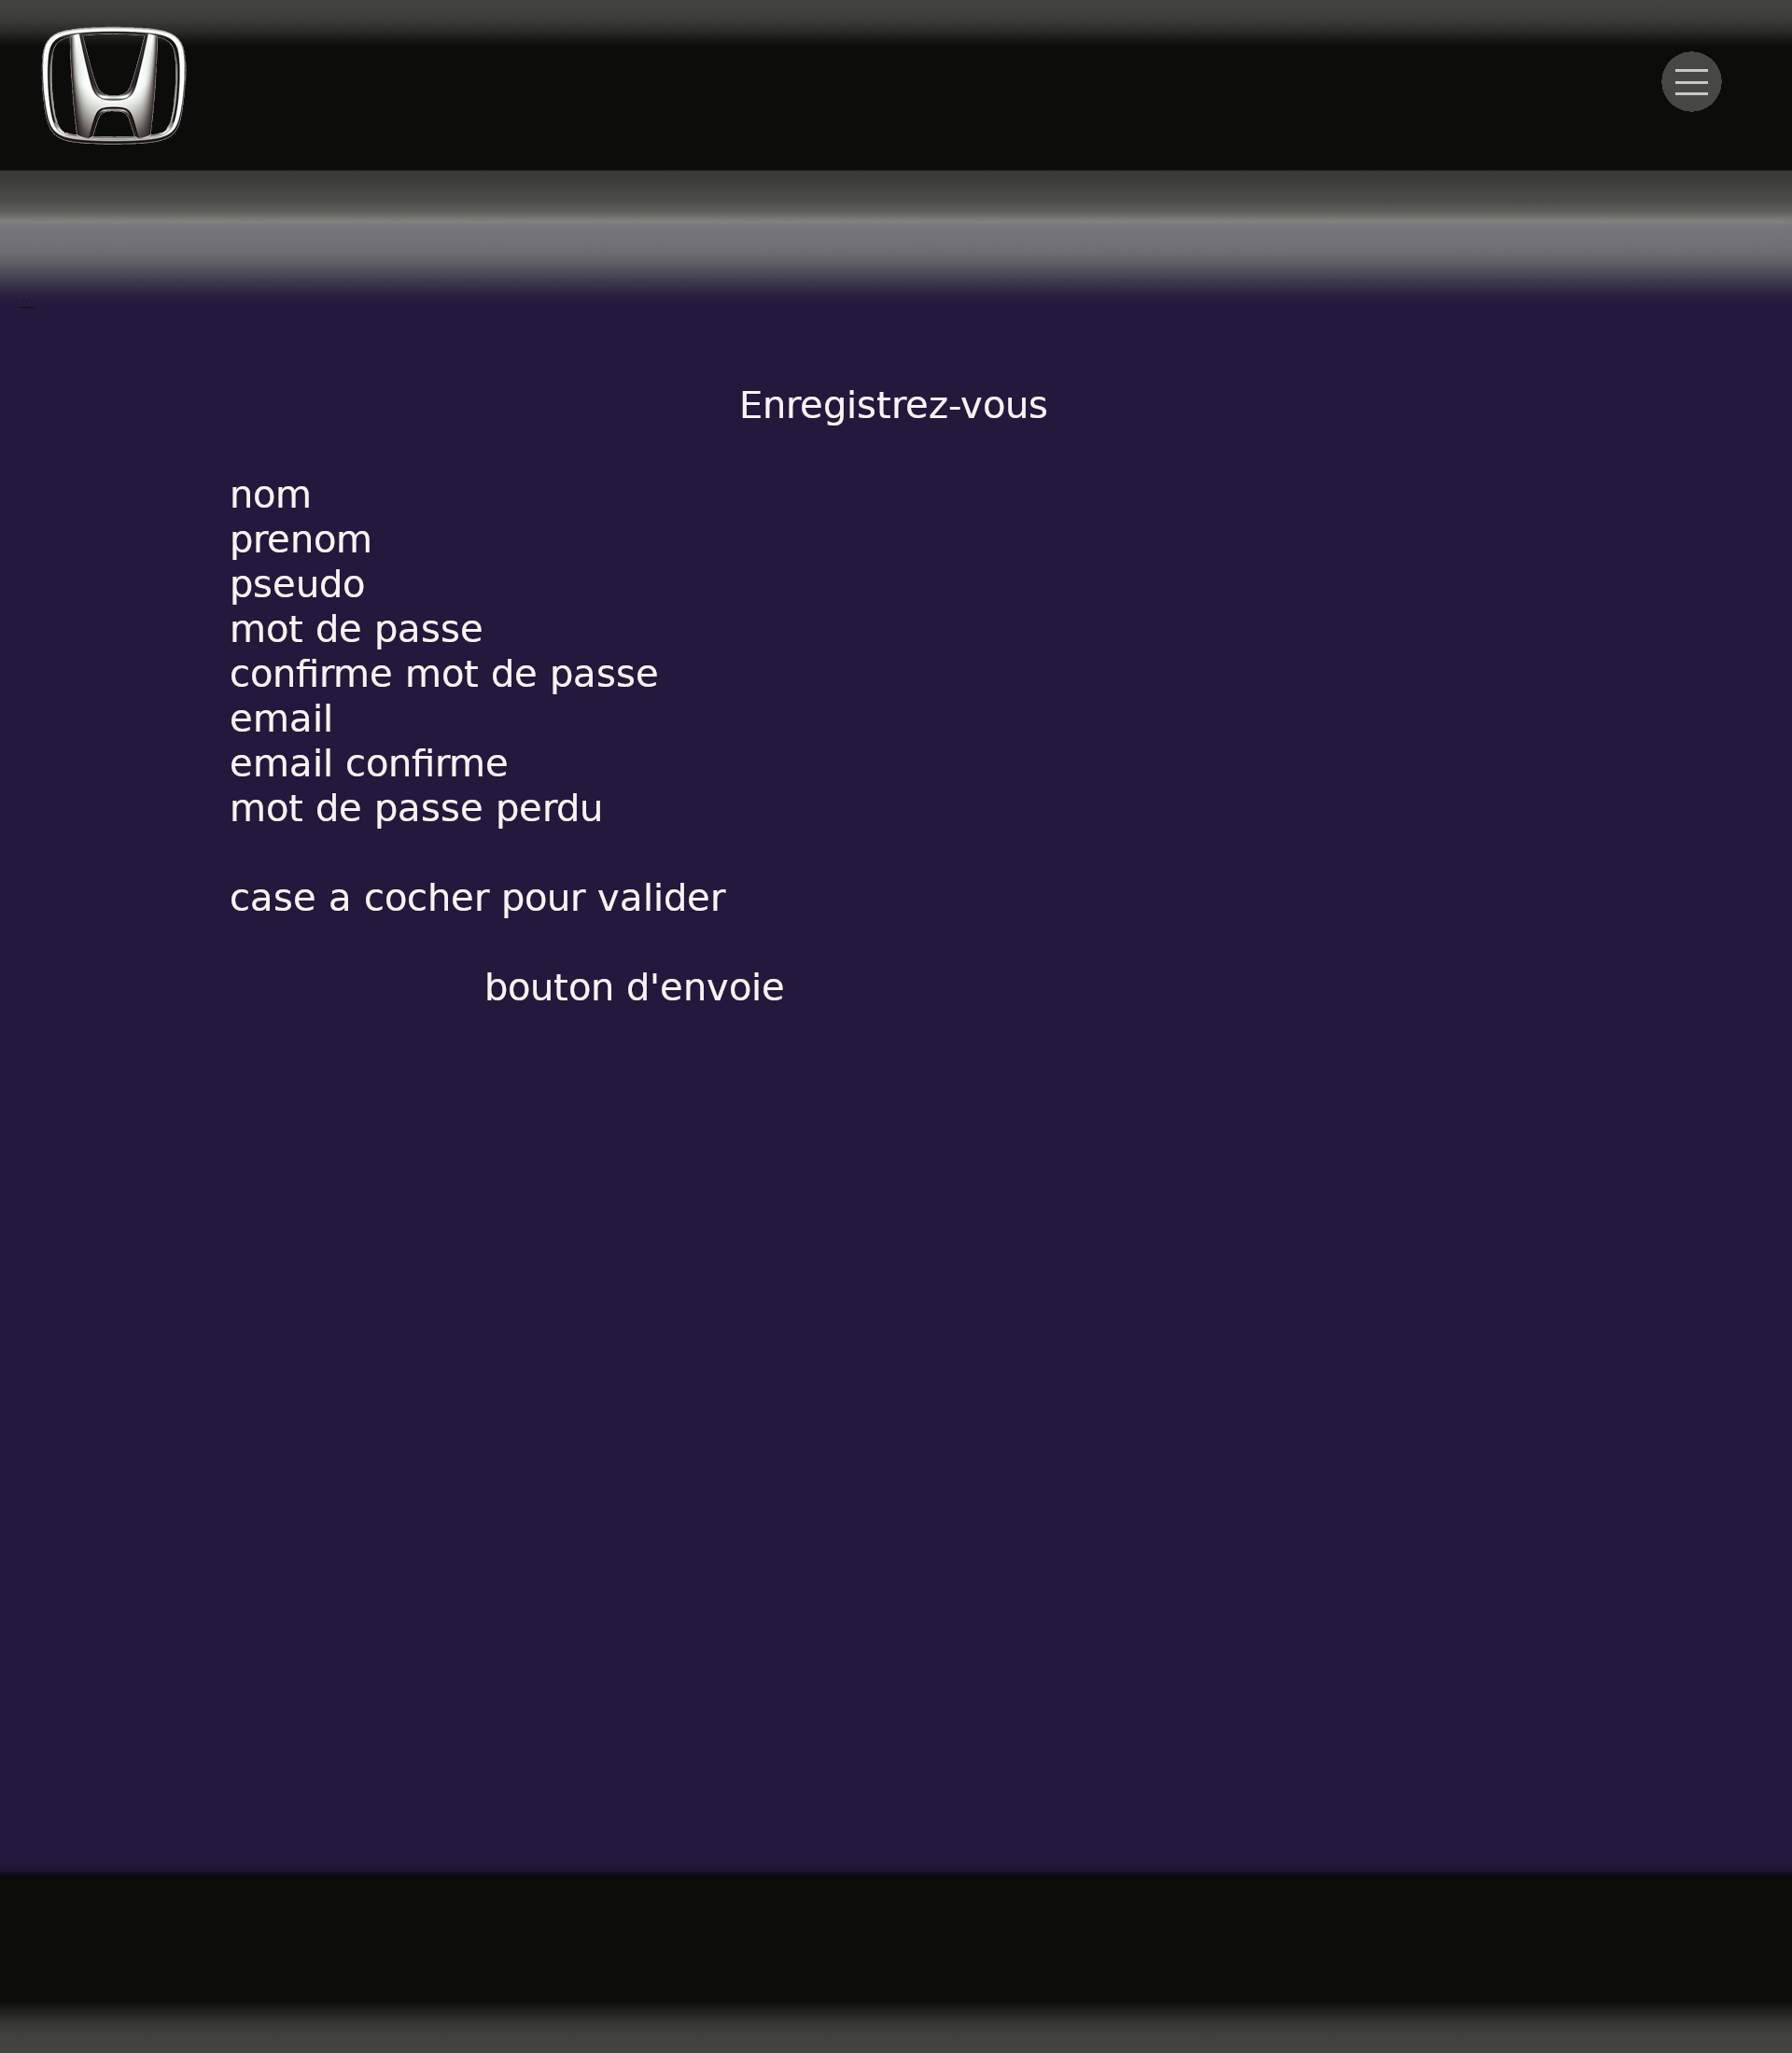 Enregistrez-vous
nom
prenom
pseudo
mot de passe
confirme mot de passe
email
email confirme
mot de passe perdu
case a cocher pour valider
bouton d'envoie